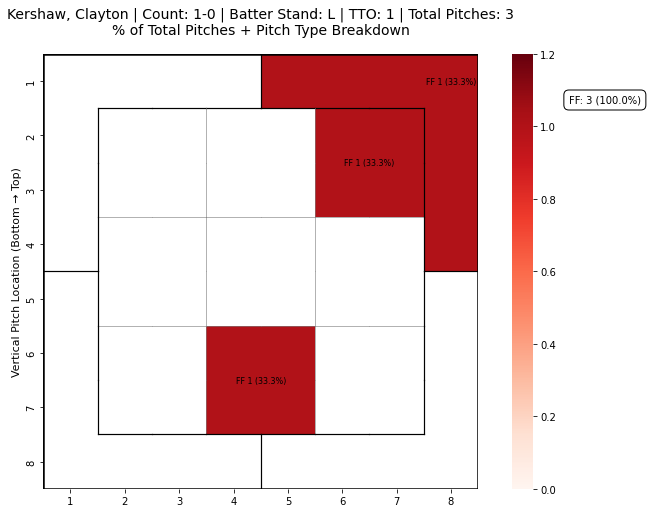 Kershaw, Clayton | Count: 1-0 | Batter Stand: L | TTO: 1 | Total Pitches: 3
% of Total Pitches + Pitch Type Breakdown
FF: 3 (100.0%)
Vertical Pitch Location (Bottom → Top)
1
2
3
4
5
6
7
8
FF 1 (33.3%)
FF 1 (33.3%)
FF 1 (33.3%)
1 2 3 4 5 6 7 8
1.2
1.0
0.8
0.6
0.4
0.2
0.0